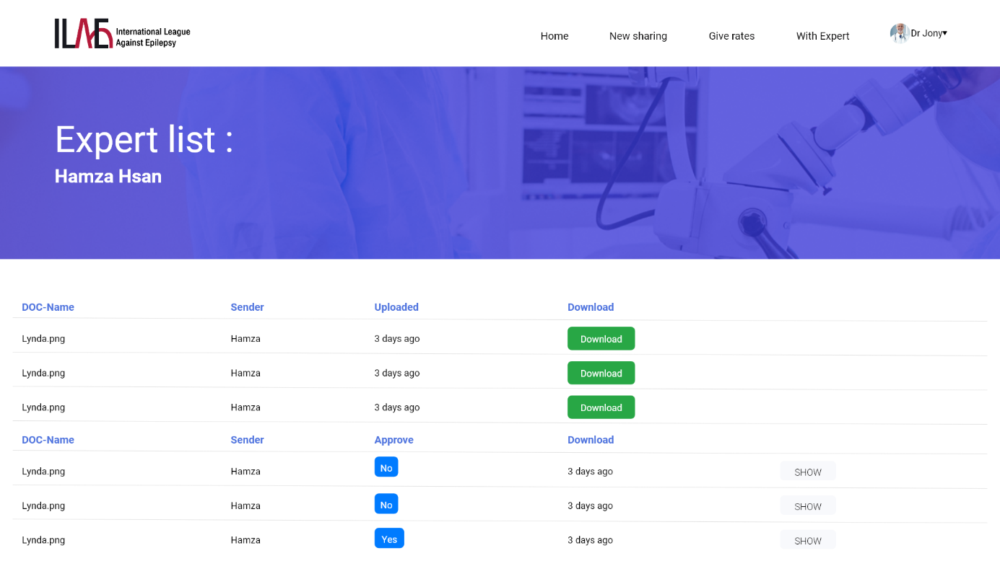 ILAE International League
Against Epilepsy
Home New sharing Give rates With Expert Dr Jony▾
Expert list :
Hamza Hsan
DOC-Name Sender Uploaded Download
Lynda.png Hamza 3 days ago Download
Lynda.png Hamza 3 days ago Download
Lynda.png Hamza 3 days ago Download
DOC-Name Sender Approve Download
Lynda.png Hamza No 3 days ago SHOW
Lynda.png Hamza No 3 days ago SHOW
Lynda.png Hamza Yes 3 days ago SHOW